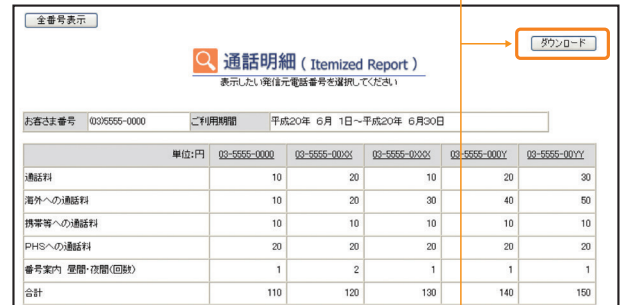 全番号表示
ダウンロード
通話明細 ( Itemized Report )
表示したい発信元電話番号を選択してください
お客さま番号 (03)5555-0000 ご利用期間 平成20年 6月 1日～平成20年 6月30日
単位:円 03-5555-0000 03-5555-00XX 03-5555-0XXX 03-5555-000Y 03-5555-00YY
通話料 10 20 10 20 30
海外への通話料 10 20 30 40 50
携帯等への通話料 10 10 10 10 10
PHSへの通話料 20 20 20 20 20
番号案内 昼間・夜間(回数) 1 2 1 1 1
合計 110 120 130 140 150